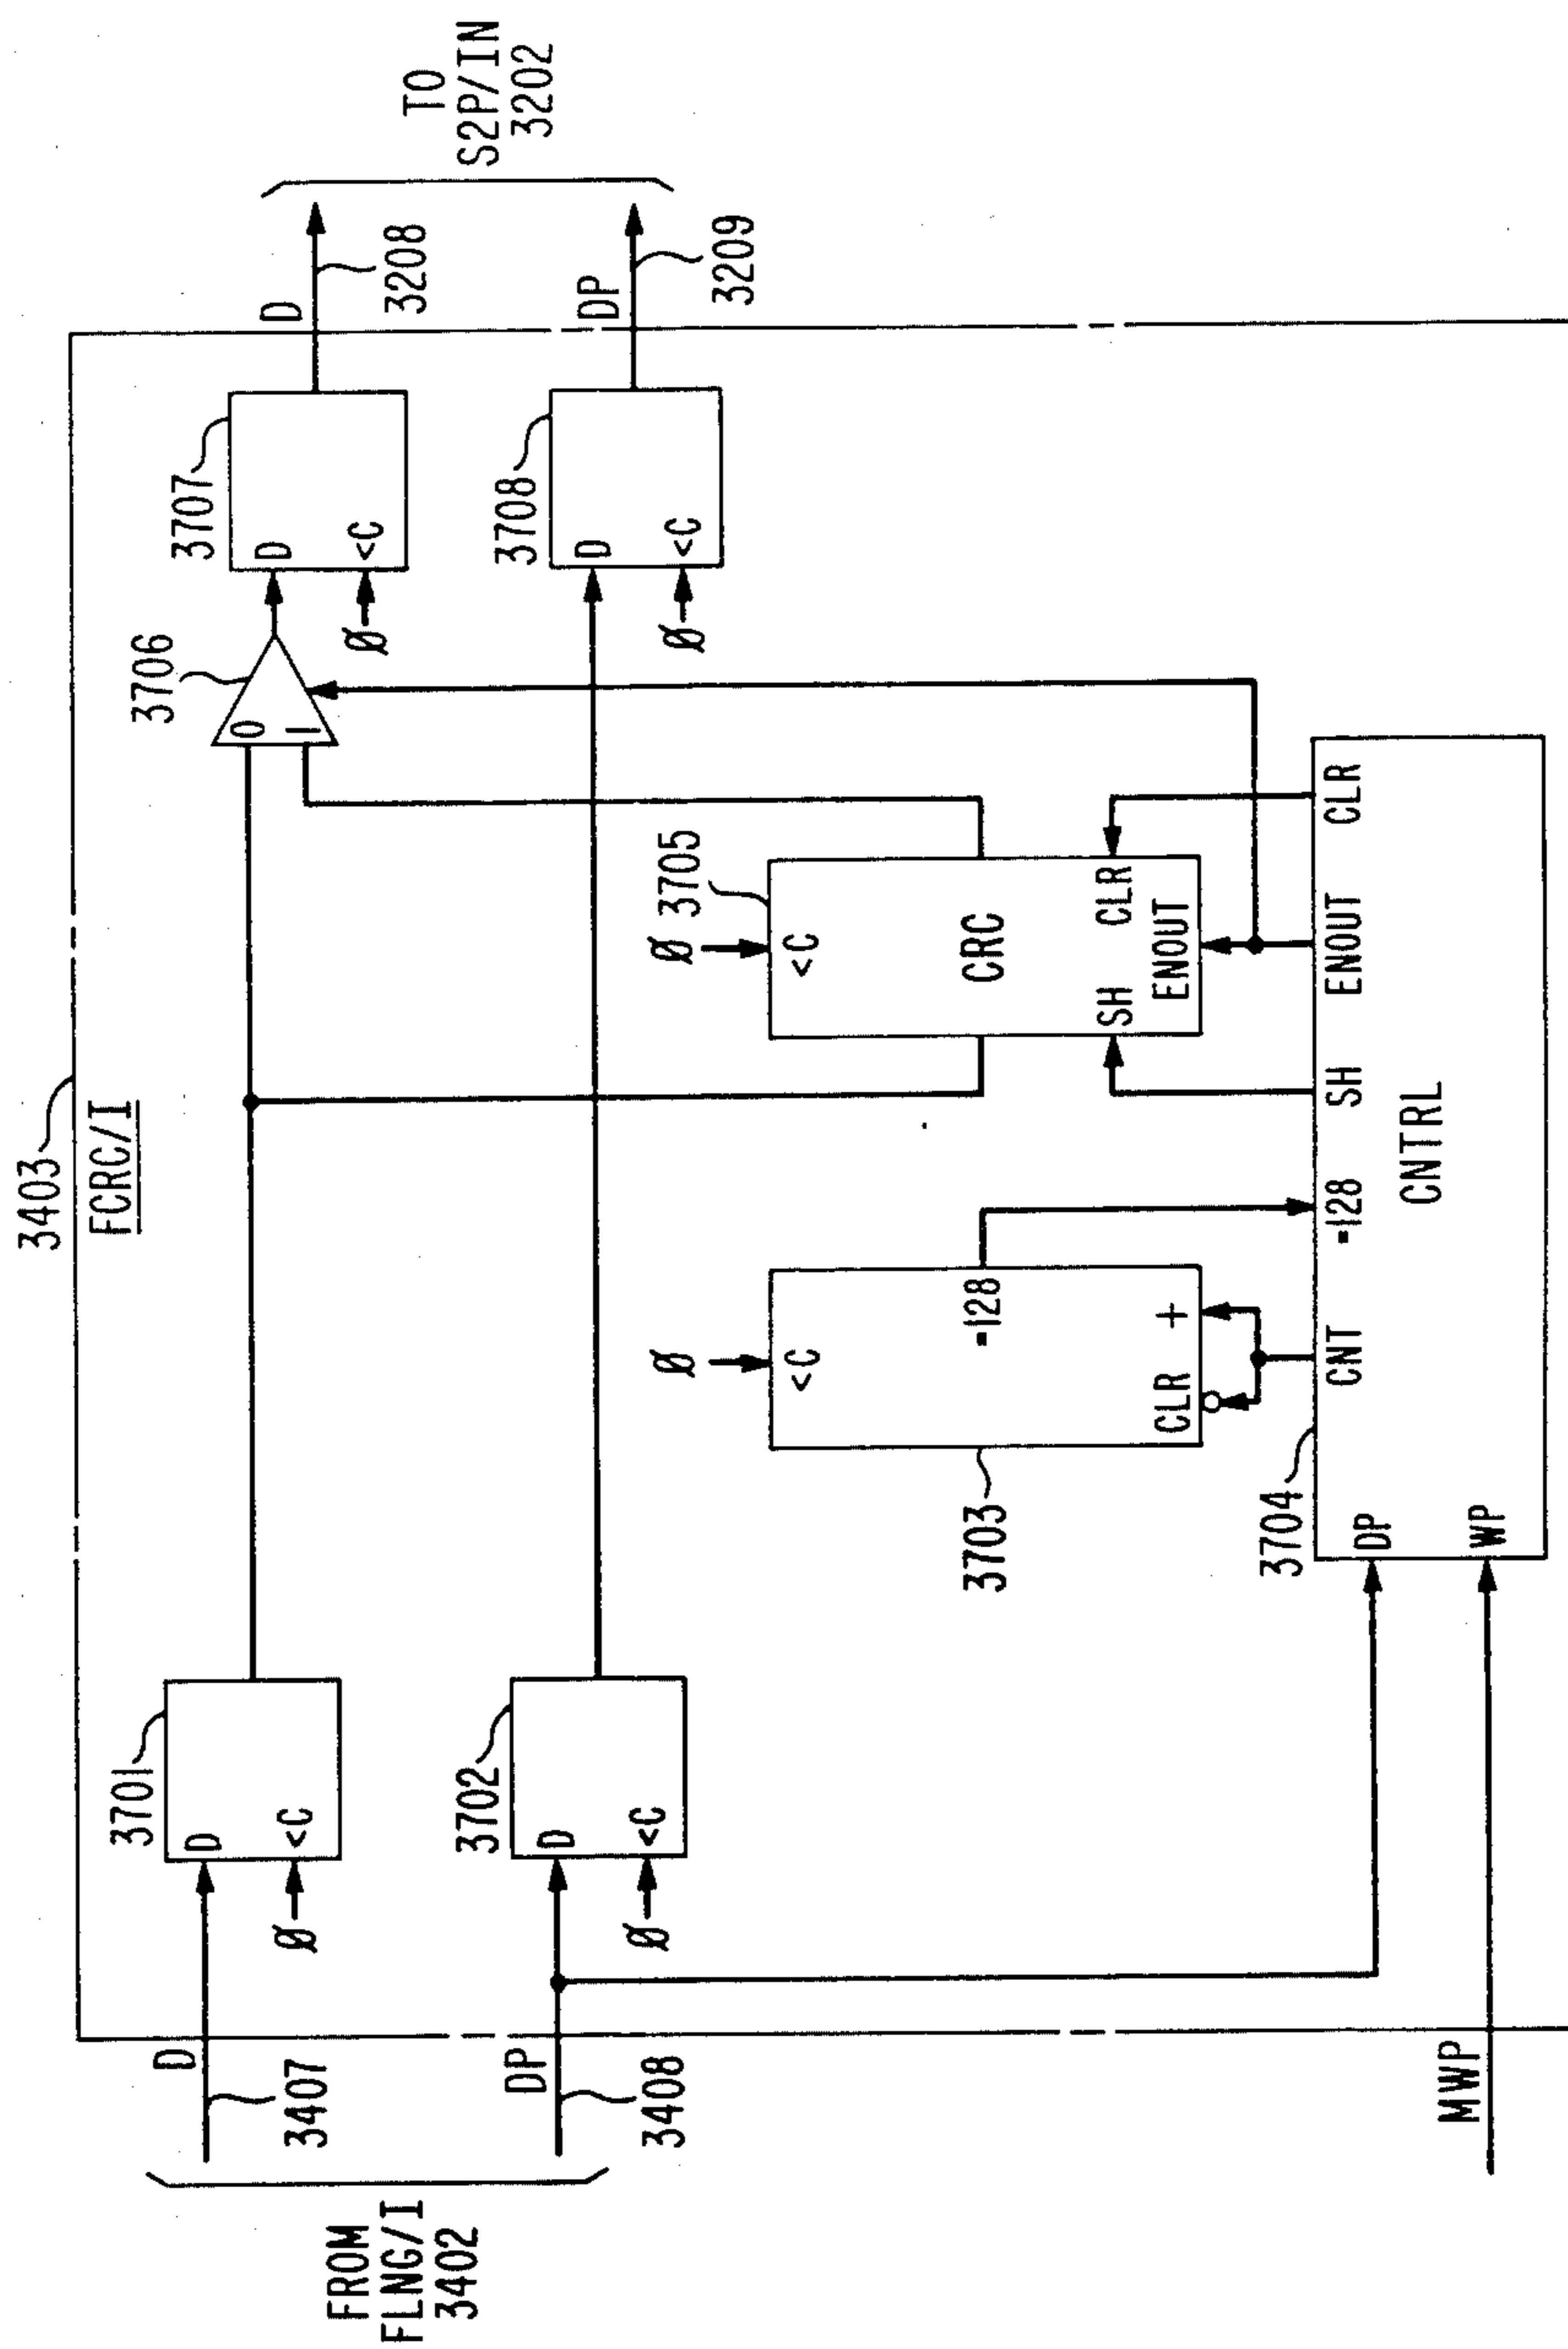 3403
FCRC/I
FROM
FLNG/I
3402
D
3407
DP
3408
MWP
3701
D
<C
Ø
3702
D
<C
Ø
3703
<C
Ø
=128
CLR
+
3704
DP
WP
CNT
=128
SH
ENOUT
CLR
CNTRL
3705
Ø
<C
CRC
SH
CLR
ENOUT
3706
0
1
3707
D
<C
Ø
3708
D
<C
Ø
D
3208
DP
3209
TO
S2P/IN
3202